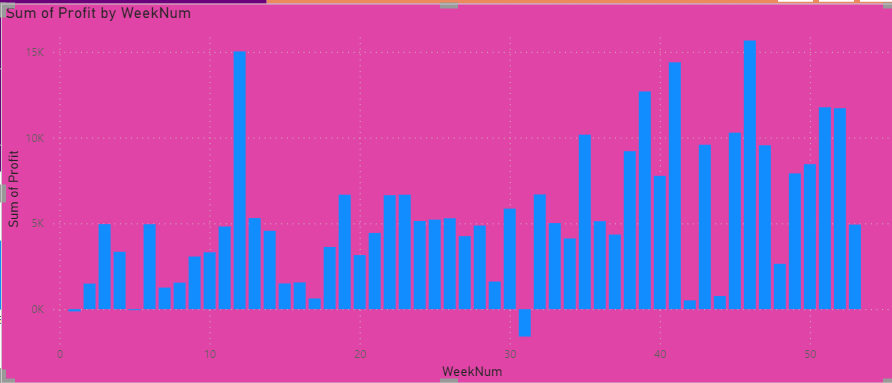 Sum of Profit by WeekNum
15K
10K
5K
0K
Sum of Profit
0 10 20 30 40 50
WeekNum